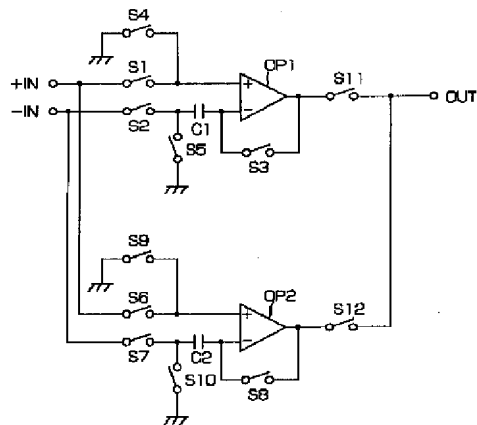 S4
OP1
S11
+IN
S1
+
OUT
-IN
S2
C1
-
S5
S3
S9
OP2
S12
S6
+
S7
C2
-
S10
S8